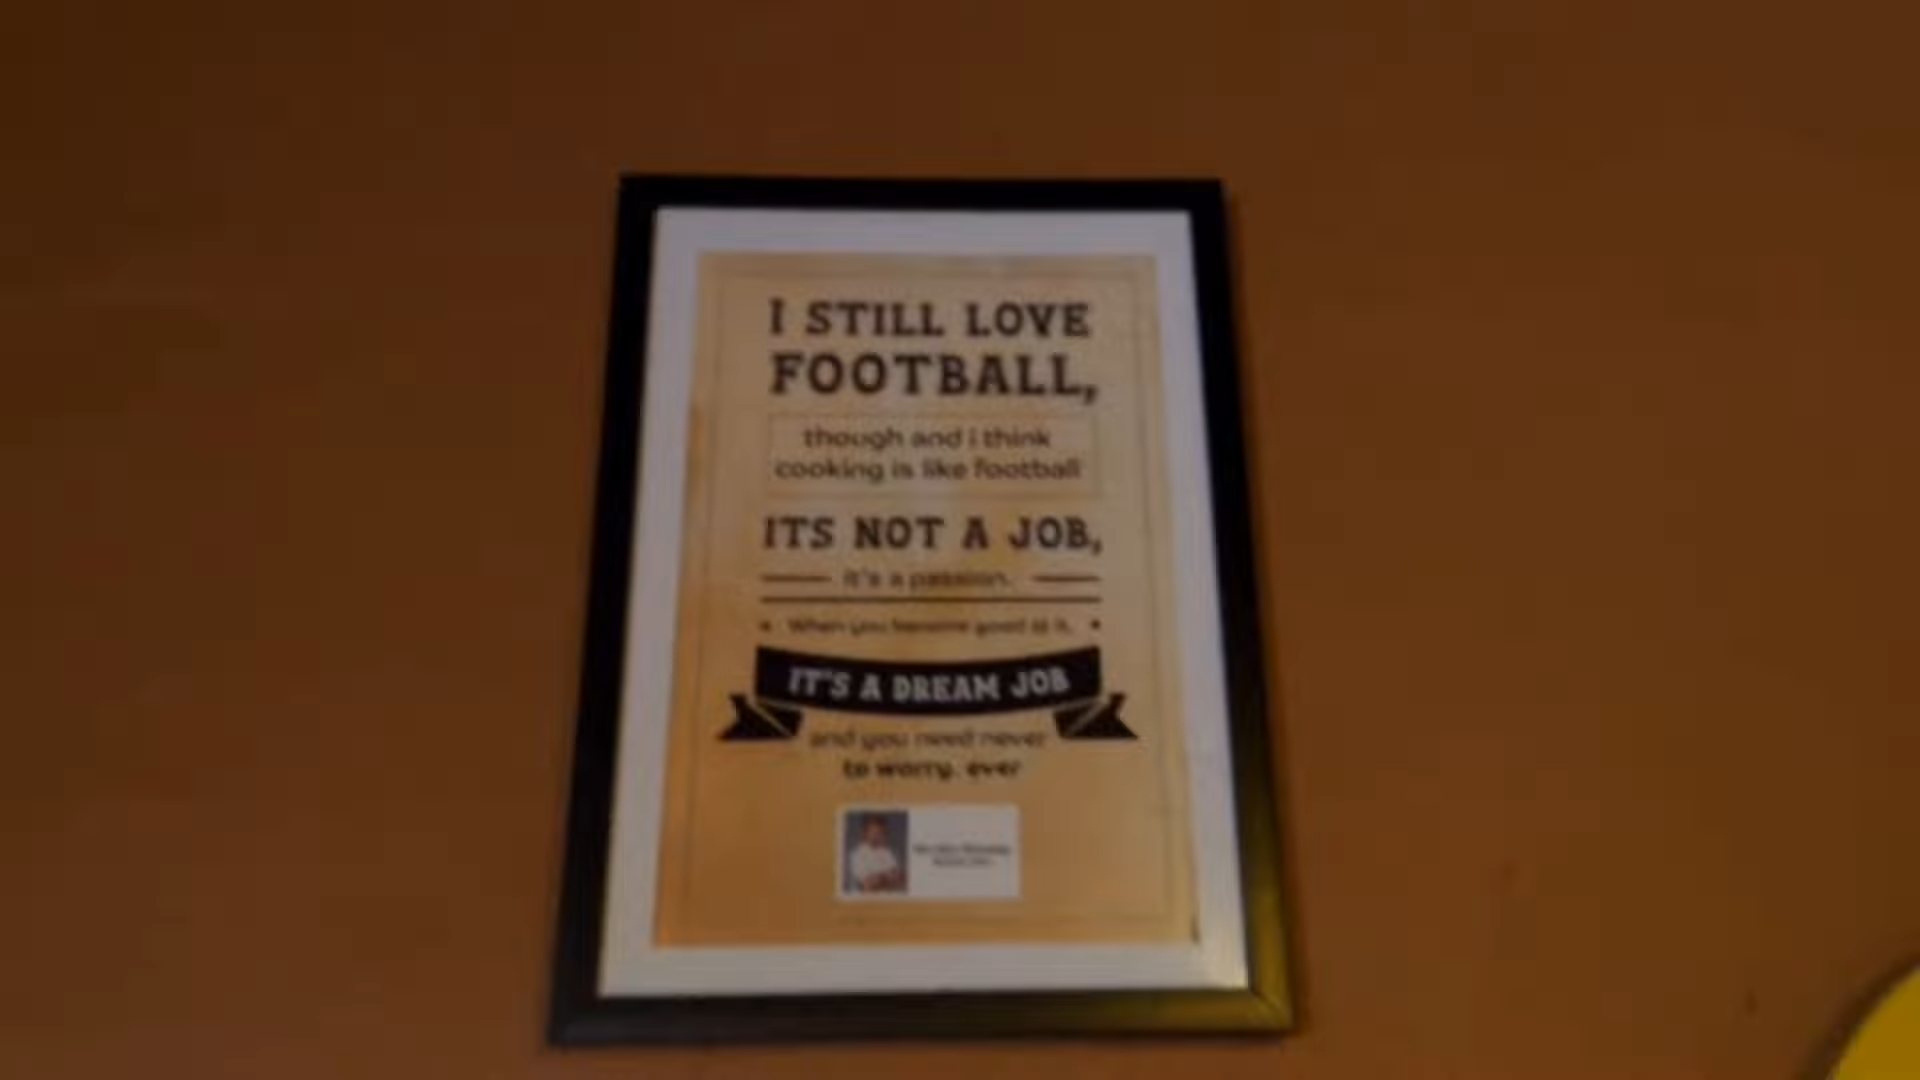 I STILL LOVE
FOOTBALL,
though and i think
cooking is like football
ITS NOT A JOB,
it's a passion.
When you become good at it,
IT'S A DREAM JOB
and you need never
to worry. ever